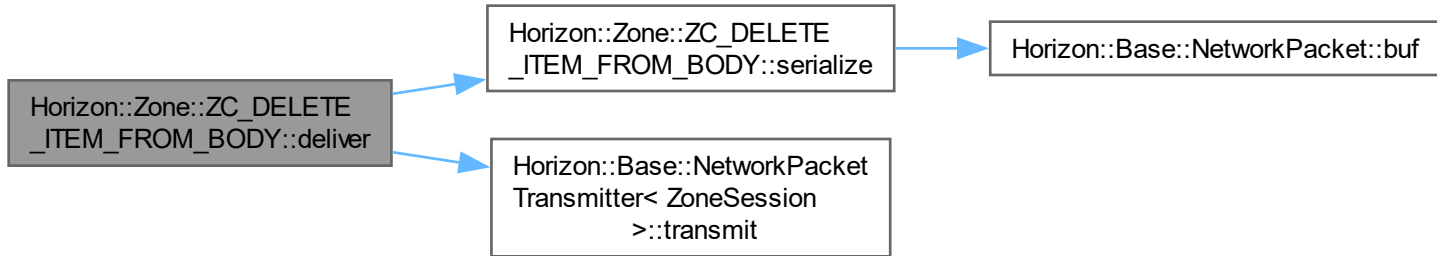 Horizon::Zone::ZC_DELETE
_ITEM_FROM_BODY::deliver
Horizon::Zone::ZC_DELETE
_ITEM_FROM_BODY::serialize
Horizon::Base::NetworkPacket::buf
Horizon::Base::NetworkPacket
Transmitter< ZoneSession
>::transmit